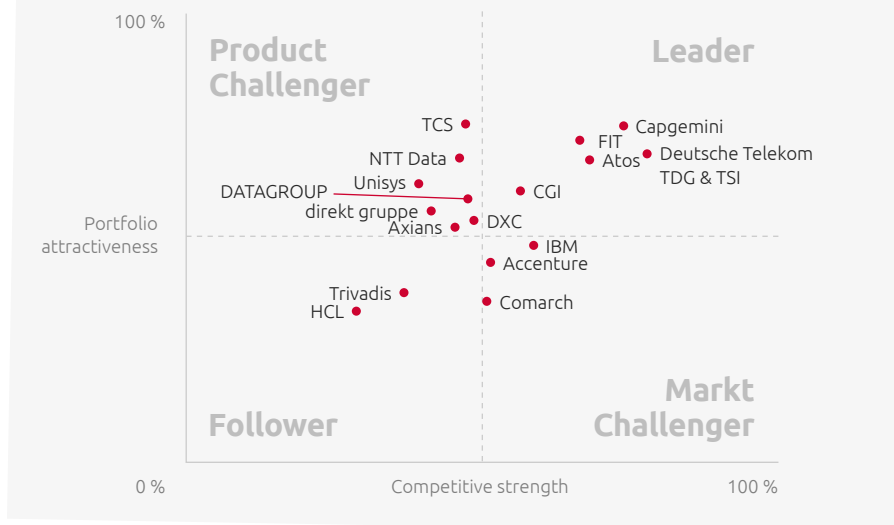 100 %
Product
Challenger
Leader
TCS
Capgemini
FIT
NTT Data
Atos
Deutsche Telekom
TDG & TSI
Unisys
DATAGROUP
CGI
direkt gruppe
Axians
DXC
Portfolio
attractiveness
IBM
Accenture
Trivadis
HCL
Comarch
Markt
Challenger
Follower
0 %
Competitive strength
100 %